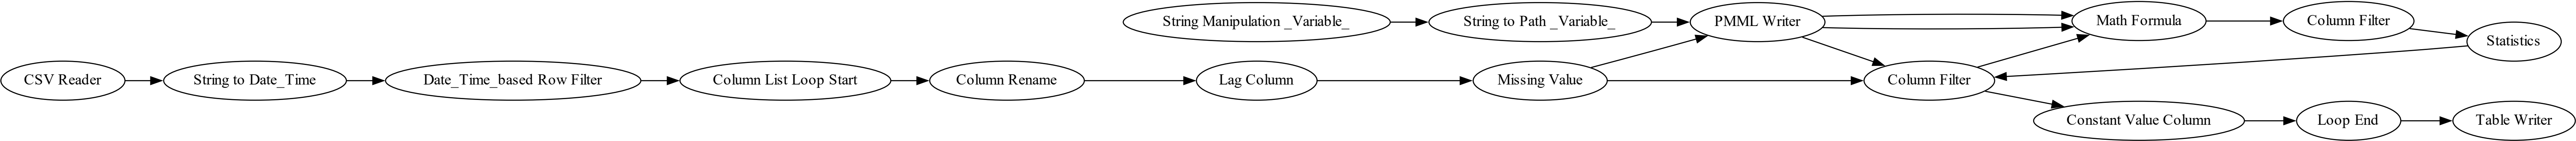 String Manipulation _Variable_
String to Path _Variable_
PMML Writer
Math Formula
Column Filter
Statistics
CSV Reader
String to Date_Time
Date_Time_based Row Filter
Column List Loop Start
Column Rename
Lag Column
Missing Value
Column Filter
Constant Value Column
Loop End
Table Writer